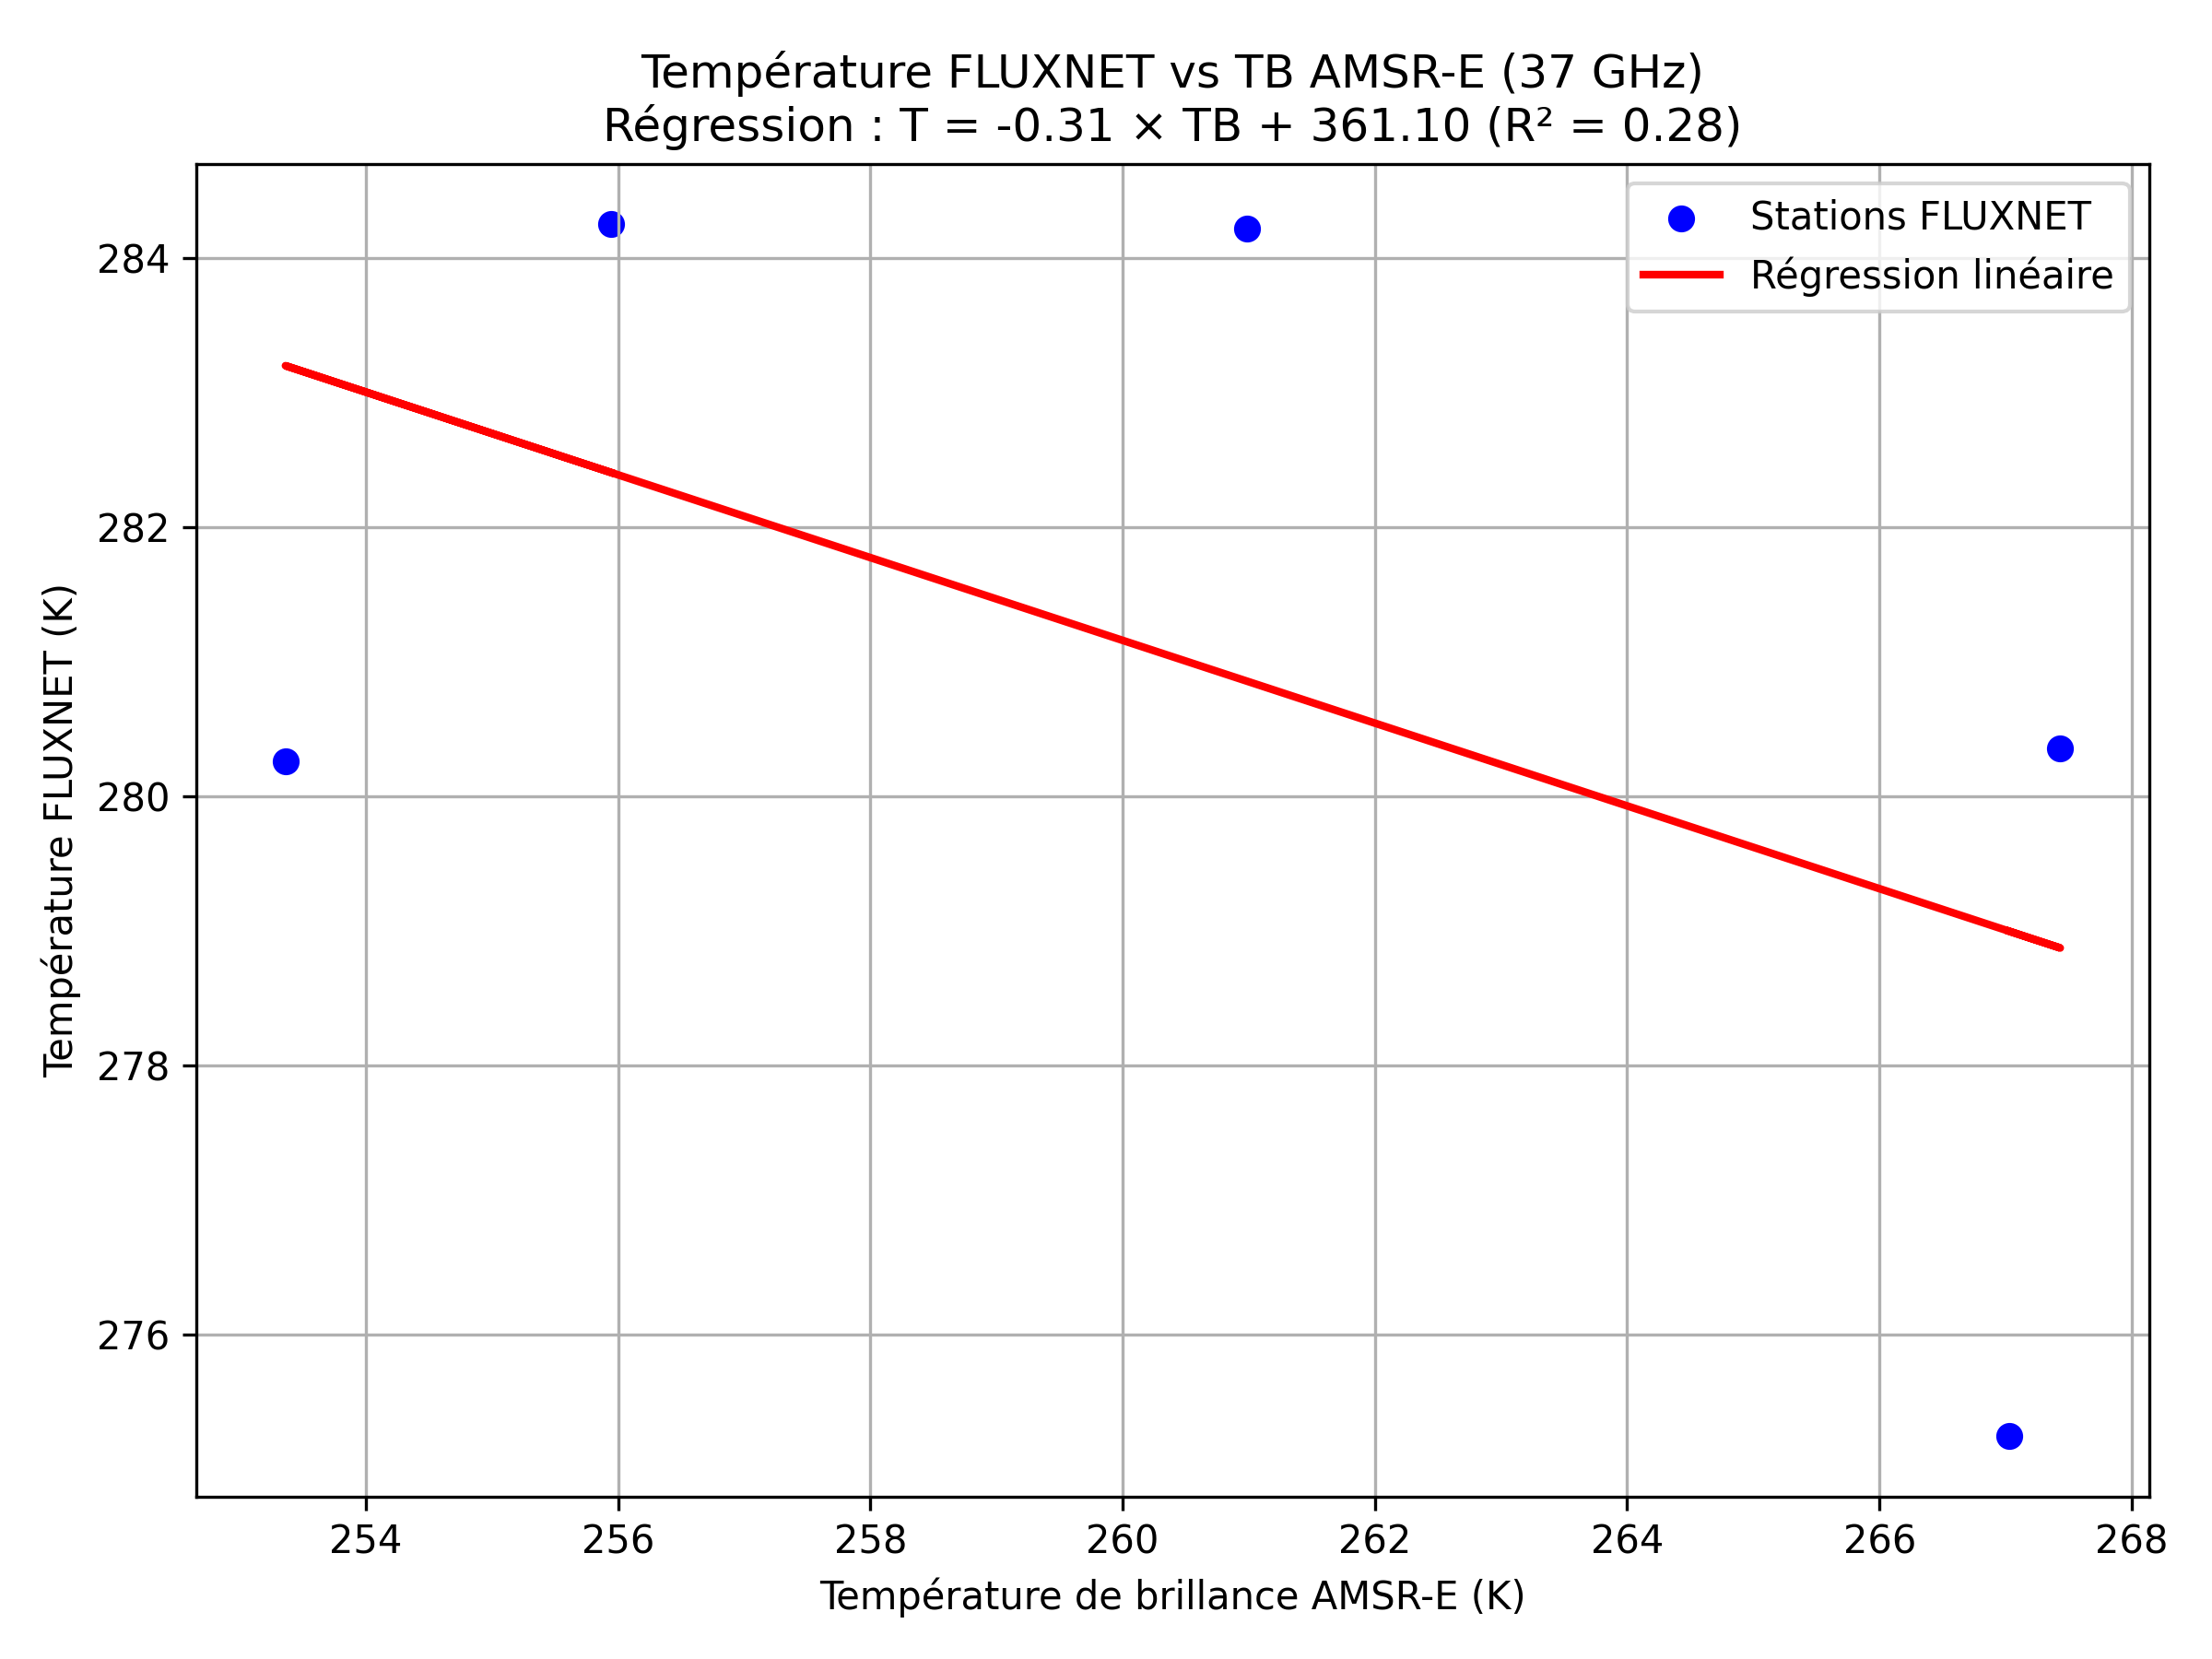 Température FLUXNET vs TB AMSR-E (37 GHz)
Régression : T = -0.31 × TB + 361.10 (R² = 0.28)
Stations FLUXNET
Régression linéaire
Température FLUXNET (K)
284
282
280
278
276
254 256 258 260 262 264 266 268
Température de brillance AMSR-E (K)